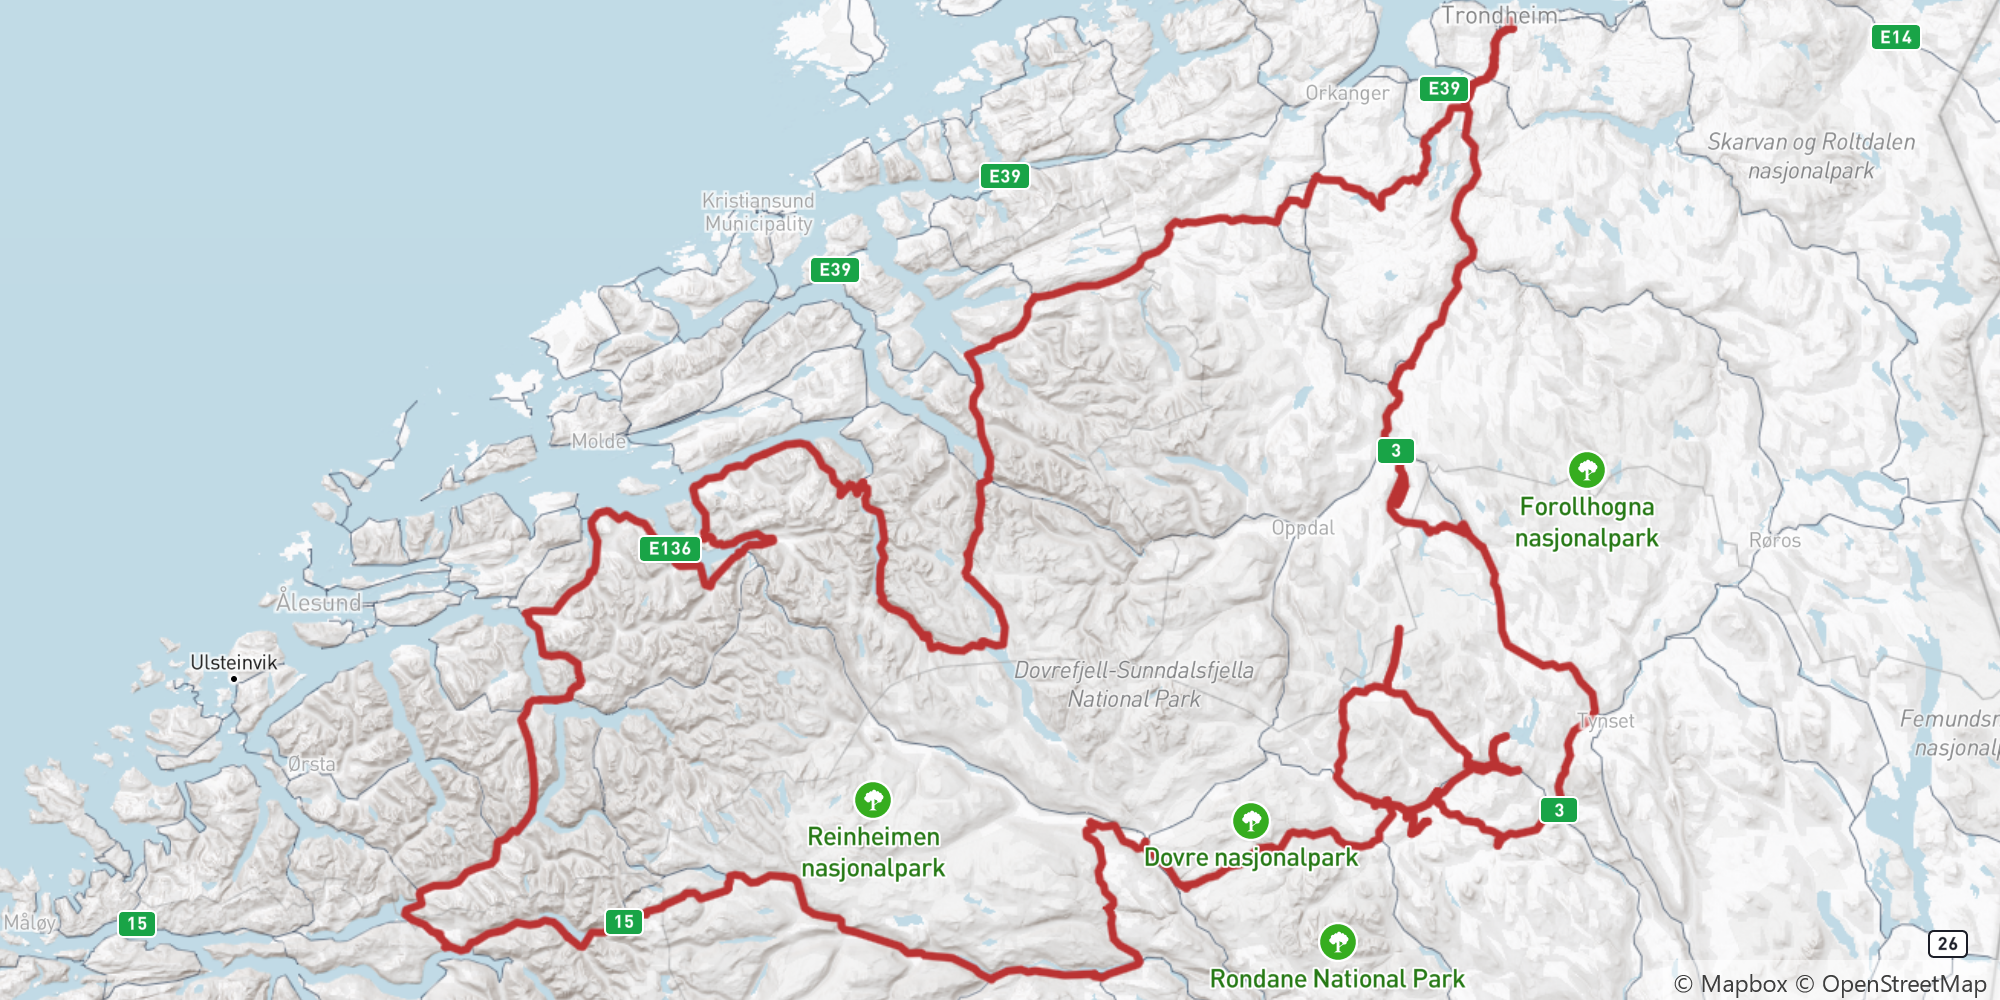 Trondheim
E14
E39
Orkanger
Skarvan og Roltdalen
nasjonalpark
E39
Kristiansund
Municipality
E39
Molde
3
Forollhogna
nasjonalpark
Oppdal
Røros
E136
Ålesund
Ulsteinvik
Dovrefjell-Sunndalsfjella
National Park
Tynset
Femundsm
nasjonalp
Ørsta
Reinheimen
nasjonalpark
Dovre nasjonalpark
3
Måløy
15
15
26
Rondane National Park
© Mapbox © OpenStreetMap